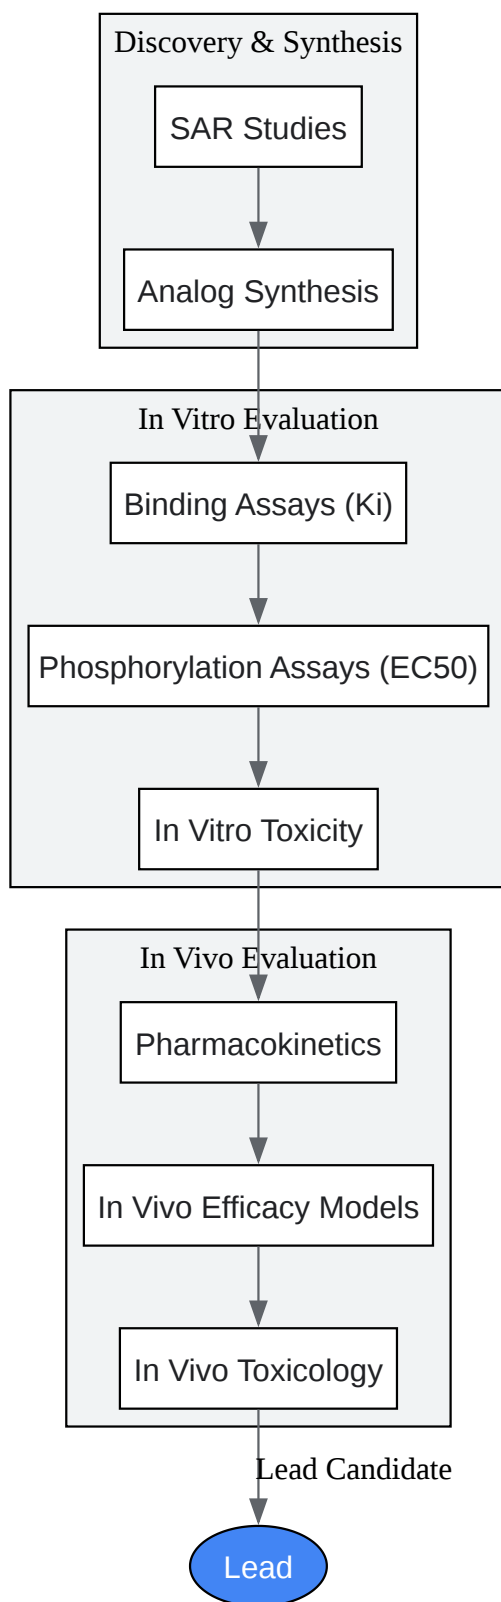 Discovery & Synthesis
SAR Studies
Analog Synthesis
In Vitro Evaluation
Binding Assays (Ki)
Phosphorylation Assays (EC50)
In Vitro Toxicity
In Vivo Evaluation
Pharmacokinetics
In Vivo Efficacy Models
In Vivo Toxicology
Lead Candidate
Lead